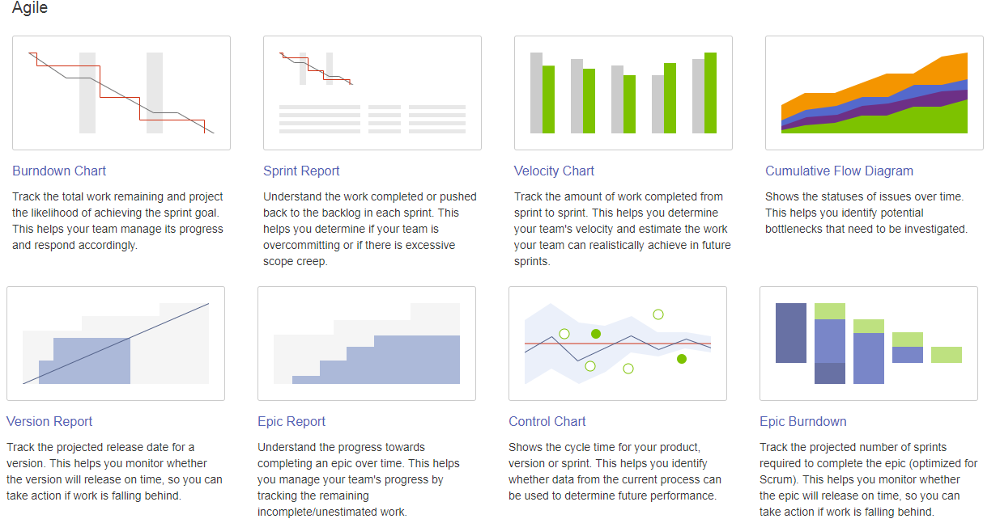 Agile
Burndown Chart
Track the total work remaining and project
the likelihood of achieving the sprint goal.
This helps your team manage its progress
and respond accordingly.
Sprint Report
Understand the work completed or pushed
back to the backlog in each sprint. This
helps you determine if your team is
overcommitting or if there is excessive
scope creep.
Velocity Chart
Track the amount of work completed from
sprint to sprint. This helps you determine
your team's velocity and estimate the work
your team can realistically achieve in future
sprints.
Cumulative Flow Diagram
Shows the statuses of issues over time.
This helps you identify potential
bottlenecks that need to be investigated.
Version Report
Track the projected release date for a
version. This helps you monitor whether
the version will release on time, so you can
take action if work is falling behind.
Epic Report
Understand the progress towards
completing an epic over time. This helps
you manage your team's progress by
tracking the remaining
incomplete/unestimated work.
Control Chart
Shows the cycle time for your product,
version or sprint. This helps you identify
whether data from the current process can
be used to determine future performance.
Epic Burndown
Track the projected number of sprints
required to complete the epic (optimized for
Scrum). This helps you monitor whether
the epic will release on time, so you can
take action if work is falling behind.